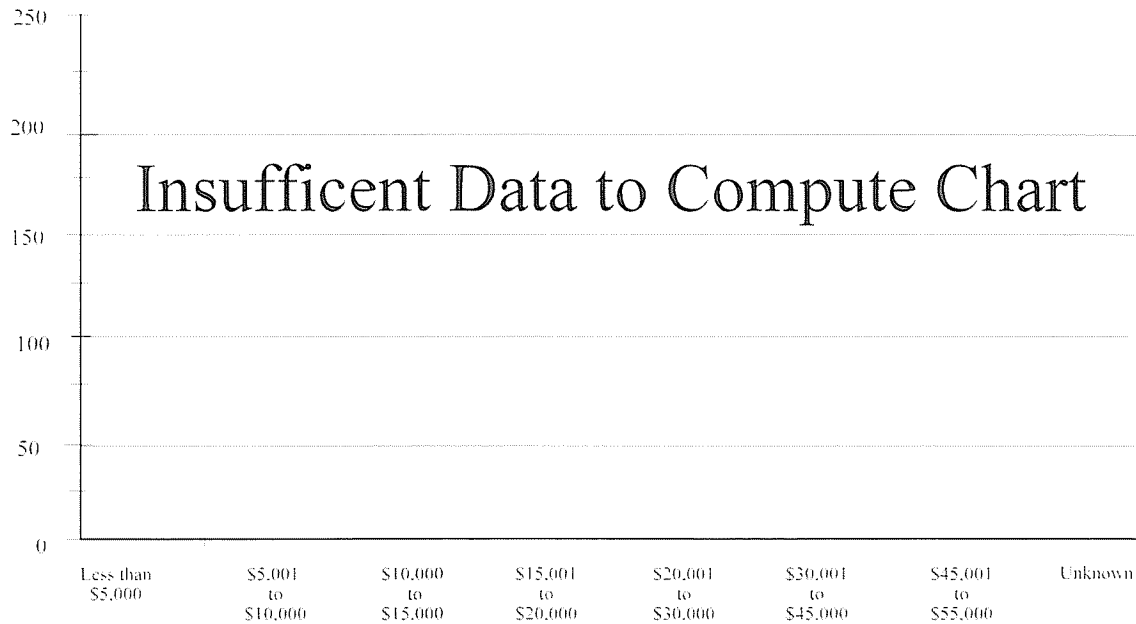 250
200
Insufficent Data to Compute Chart
150
100
50
0
Less than $5,001 $10,000 $15,001 $20,001 $30,001 $45,001 Unknown
$5,000 to to to to to to
$10,000 $15,000 $20,000 $30,000 $45,000 $55,000